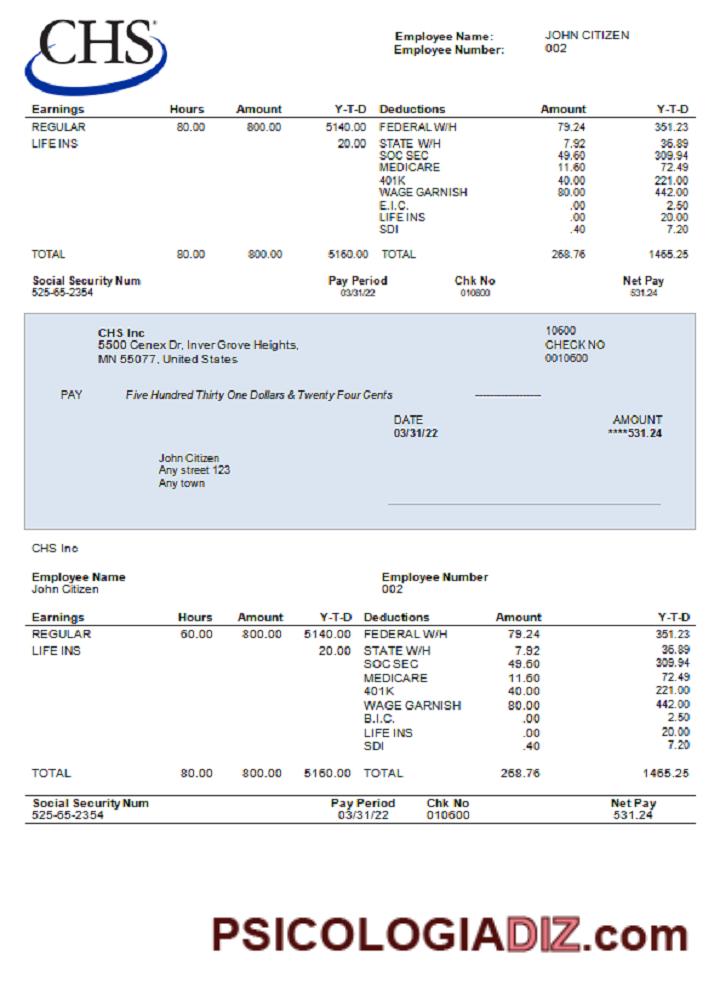 CHS
Employee Name: JOHN CITIZEN
Employee Number: 002
Earnings Hours Amount Y-T-D Deductions Amount Y-T-D
REGULAR 80.00 800.00 5140.00 FEDERAL W/H 79.24 351.23
LIFE INS 20.00 STATE W/H 7.92 36.89
SOC SEC 49.60 309.94
MEDICARE 11.60 72.49
401K 40.00 221.00
WAGE GARNISH 80.00 442.00
E.I.C. .00 2.50
LIFE INS .00 20.00
SDI .40 7.20
TOTAL 80.00 800.00 5160.00 TOTAL 268.76 1465.25
Social Security Num Pay Period Chk No Net Pay
525-65-2354 03/31/22 010600 531.24
CHS Inc 10600
5500 Cenex Dr, Inver Grove Heights, CHECK NO
MN 55077, United States 0010600
PAY Five Hundred Thirty One Dollars & Twenty Four Cents --------------------
DATE AMOUNT
03/31/22 ****531.24
John Citizen
Any street 123
Any town
CHS Inc
Employee Name Employee Number
John Citizen 002
Earnings Hours Amount Y-T-D Deductions Amount Y-T-D
REGULAR 60.00 800.00 5140.00 FEDERAL W/H 79.24 351.23
LIFE INS 20.00 STATE W/H 7.92 36.89
SOC SEC 49.60 309.94
MEDICARE 11.60 72.49
401K 40.00 221.00
WAGE GARNISH 80.00 442.00
B.I.C. .00 2.50
LIFE INS .00 20.00
SDI .40 7.20
TOTAL 80.00 800.00 5160.00 TOTAL 268.76 1465.25
Social Security Num Pay Period Chk No Net Pay
525-65-2354 03/31/22 010600 531.24
PSICOLOGIADIZ.com